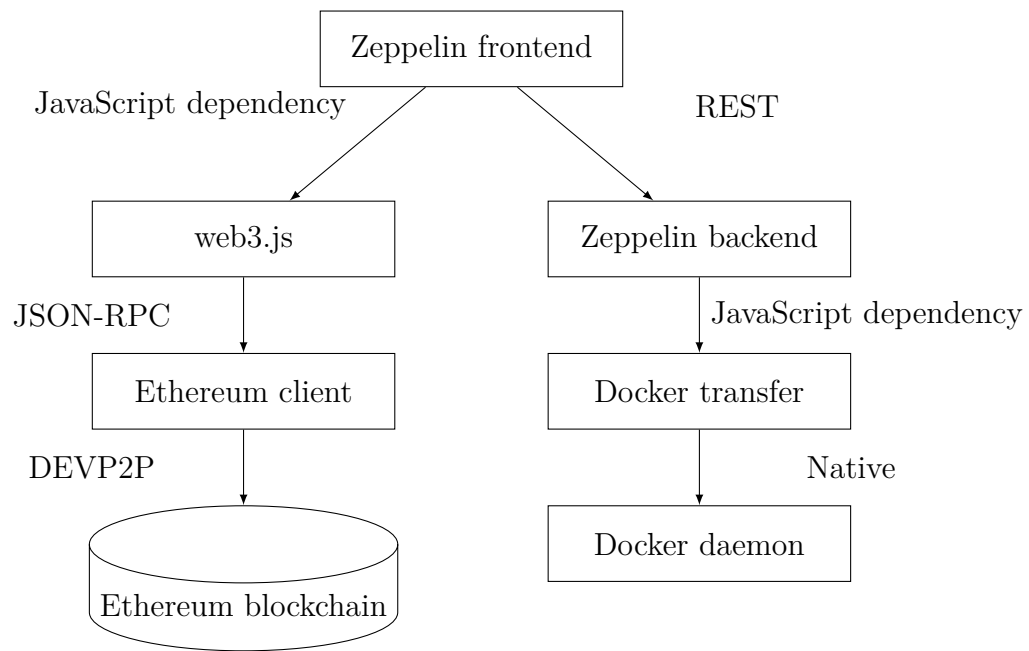 Zeppelin frontend
JavaScript dependency
REST
web3.js
Zeppelin backend
JSON-RPC
JavaScript dependency
Ethereum client
Docker transfer
DEVP2P
Native
Docker daemon
Ethereum blockchain